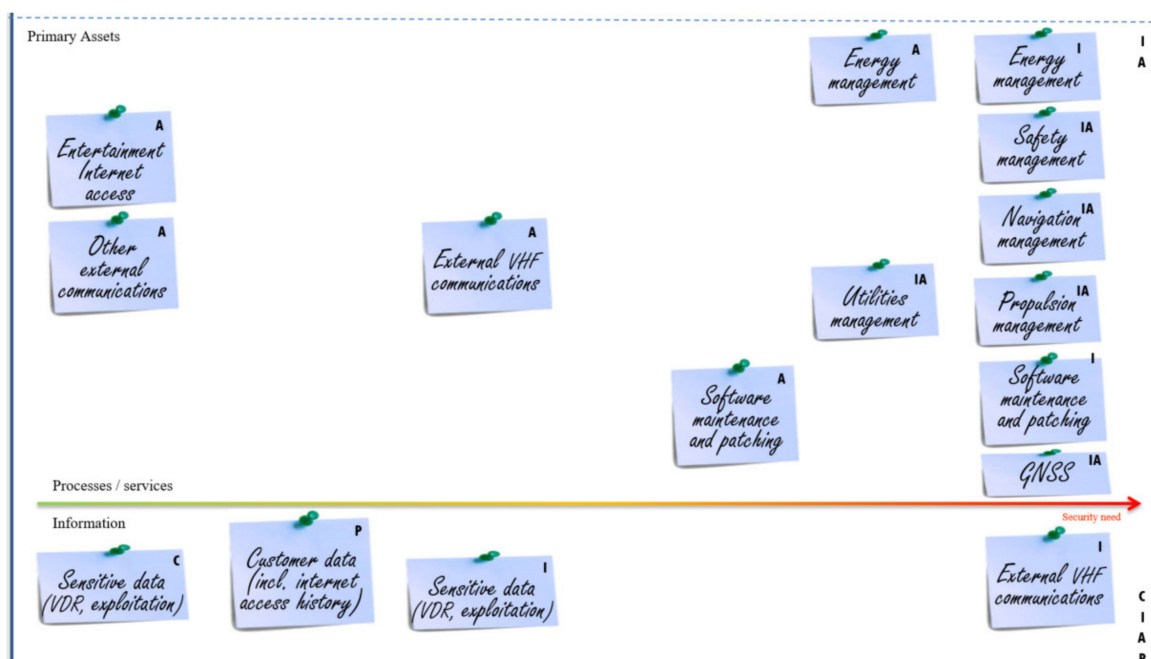 Primary Assets
A
Energy
management
I
Energy
management
I
A
A
Entertainment
Internet
access
IA
Safety
management
A
Other
external
communications
A
External VHF
communications
IA
Navigation
management
IA
Utilities
management
IA
Propulsion
management
A
Software
maintenance
and patching
I
Software
maintenance
and patching
IA
GNSS
Processes / services
Security need
Information
C
Sensitive data
(VDR, exploitation)
P
Customer data
(incl. internet
access history)
I
Sensitive data
(VDR, exploitation)
I
External VHF
communications
C
I
A
P